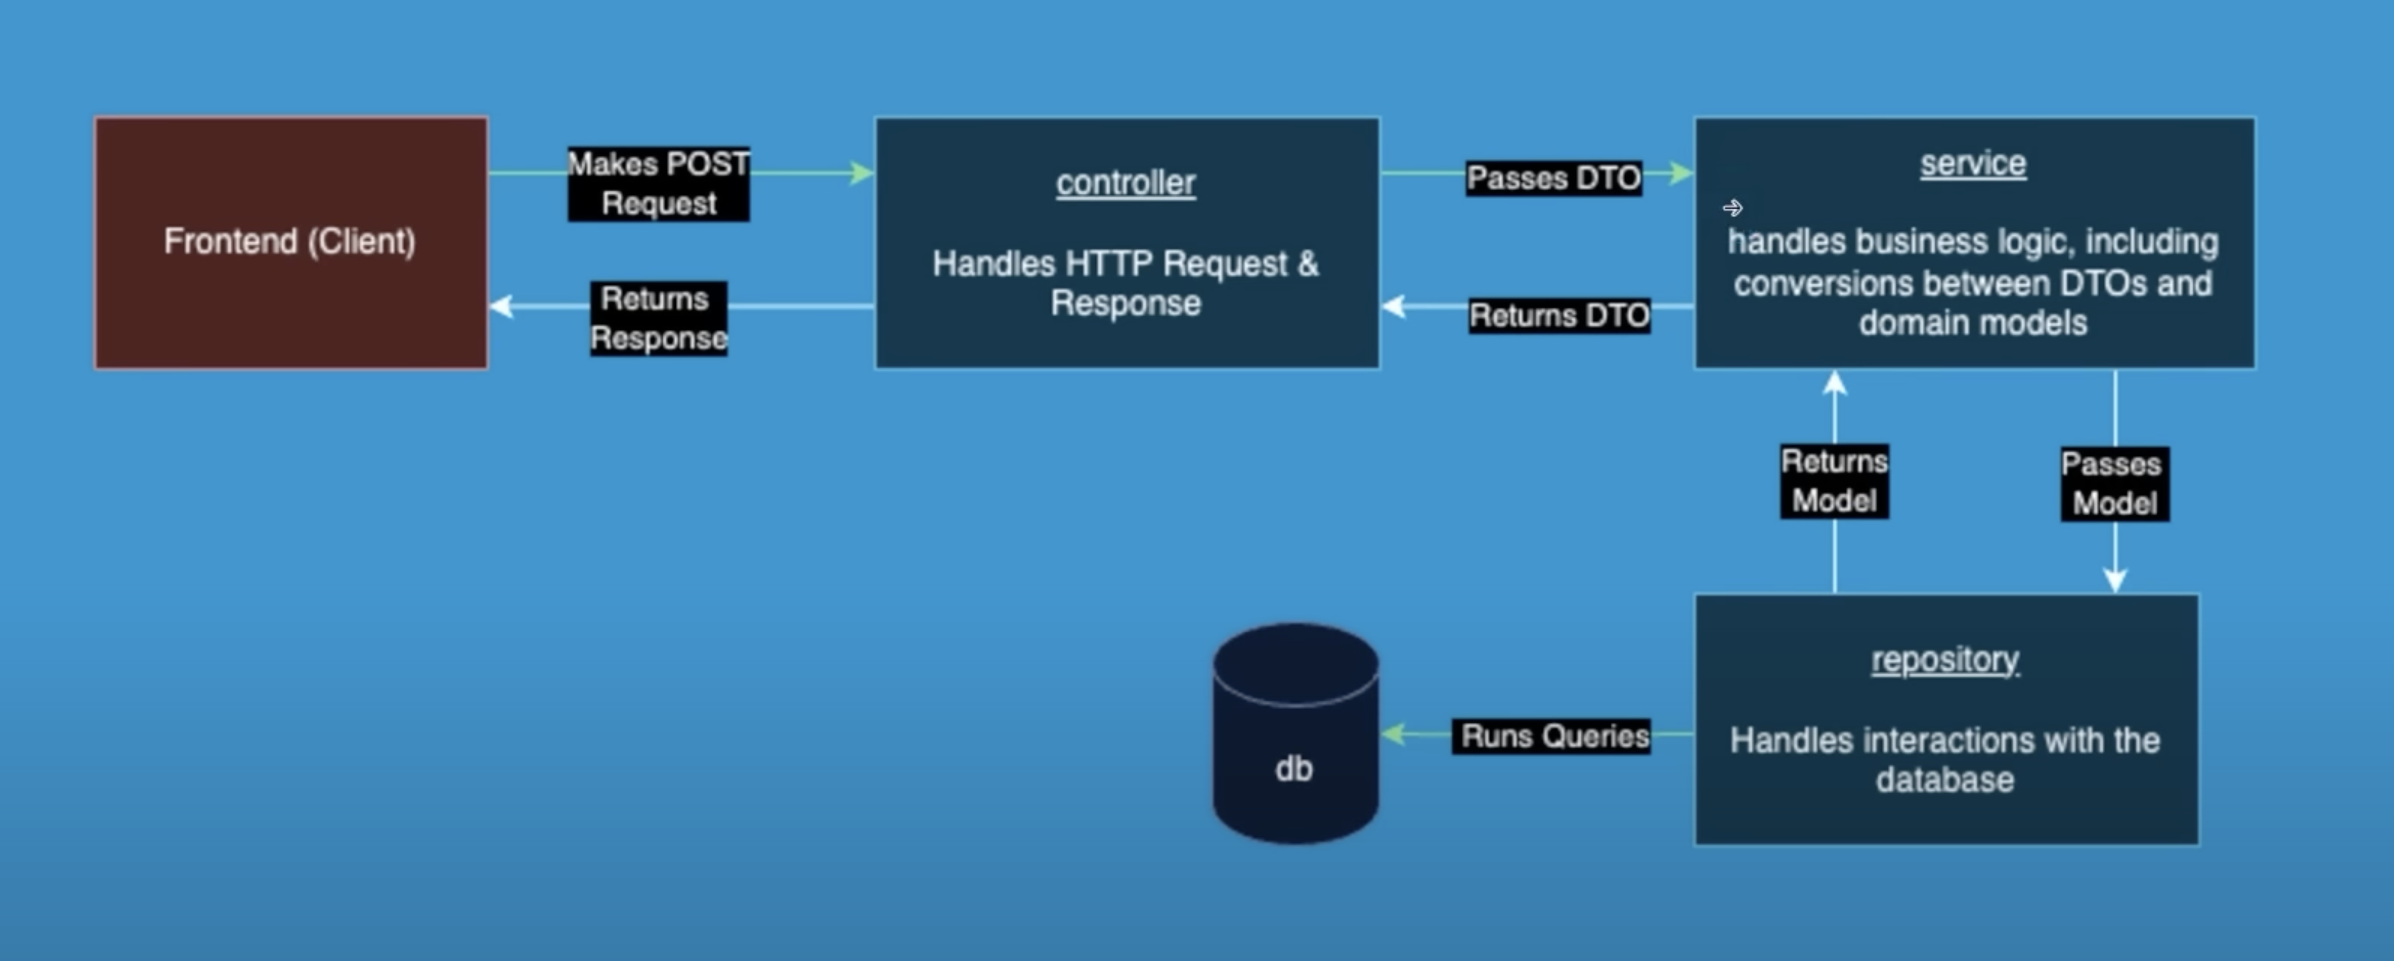 Frontend (Client)
Makes POST
Request
Returns
Response
controller
Handles HTTP Request &
Response
Passes DTO
Returns DTO
service
handles business logic, including
conversions between DTOs and
domain models
Returns
Model
Passes
Model
repository
Handles interactions with the
database
Runs Queries
db